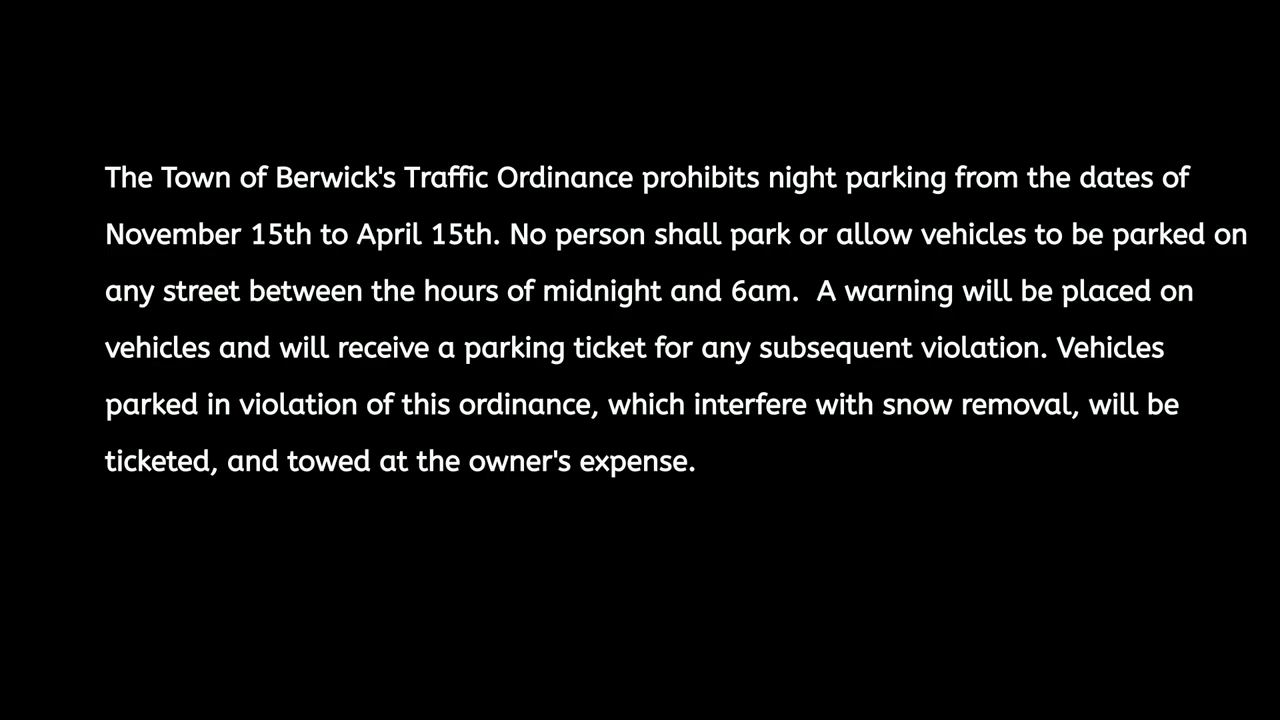 The Town of Berwick's Traffic Ordinance prohibits night parking from the dates of
November 15th to April 15th. No person shall park or allow vehicles to be parked on
any street between the hours of midnight and 6am.  A warning will be placed on
vehicles and will receive a parking ticket for any subsequent violation. Vehicles
parked in violation of this ordinance, which interfere with snow removal, will be
ticketed, and towed at the owner's expense.